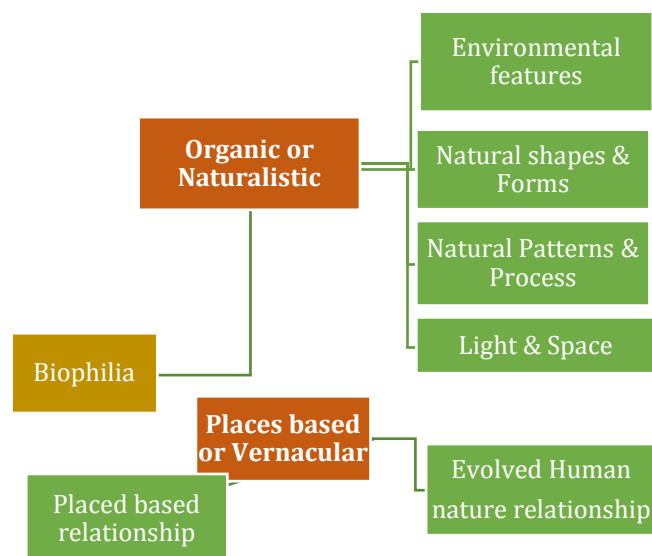 Environmental
features
Organic or
Naturalistic
Natural shapes &
Forms
Natural Patterns &
Process
Light & Space
Biophilia
Places based
or Vernacular
Evolved Human
nature relationship
Placed based
relationship